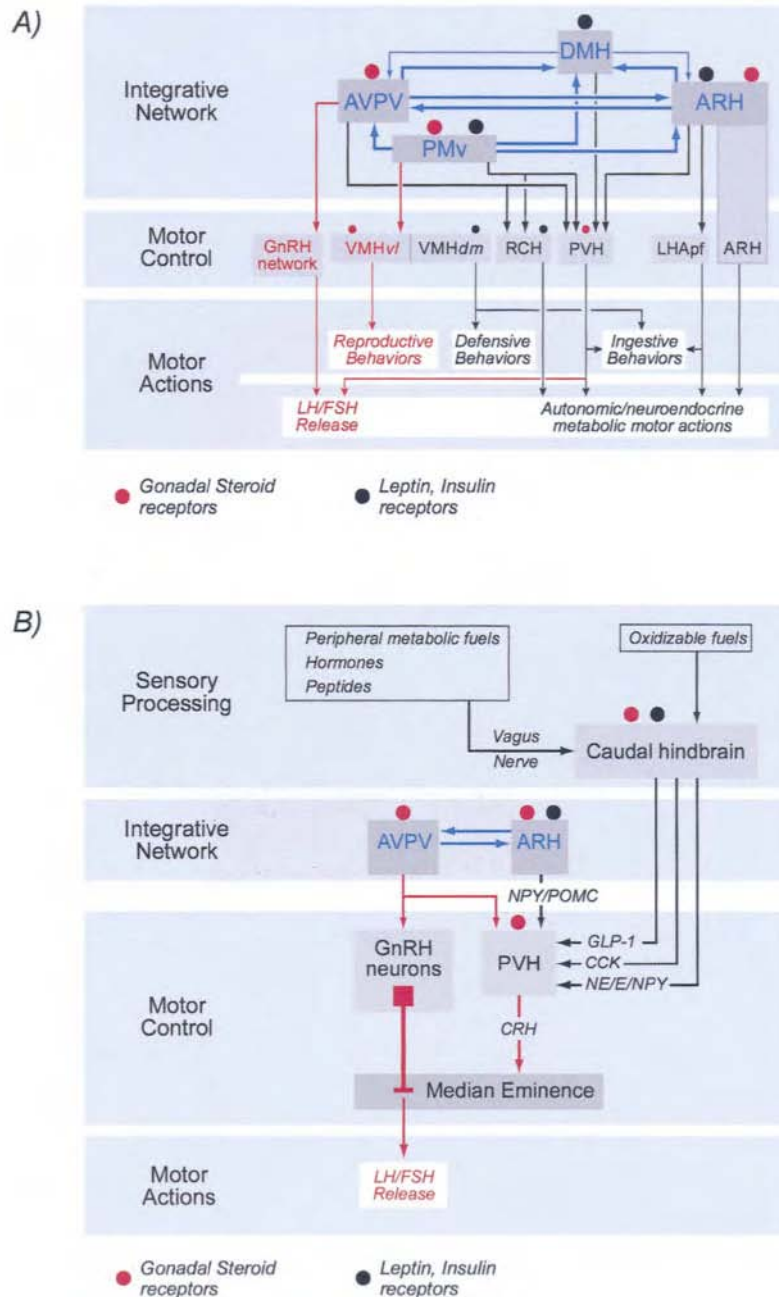 A)
Integrative
Network
DMH
AVPV
ARH
PMv
Motor
Control
GnRH
network
VMHvl
VMHdm
RCH
PVH
LHApf
ARH
Motor
Actions
Reproductive
Behaviors
Defensive
Behaviors
Ingestive
Behaviors
LH/FSH
Release
Autonomic/neuroendocrine
metabolic motor actions
Gonadal Steroid
receptors
Leptin, Insulin
receptors
B)
Sensory
Processing
Peripheral metabolic fuels
Hormones
Peptides
Oxidizable fuels
Vagus
Nerve
Caudal hindbrain
Integrative
Network
AVPV
ARH
NPY/POMC
Motor
Control
GnRH
neurons
PVH
GLP-1
CCK
NE/E/NPY
CRH
Median Eminence
Motor
Actions
LH/FSH
Release
Gonadal Steroid
receptors
Leptin, Insulin
receptors